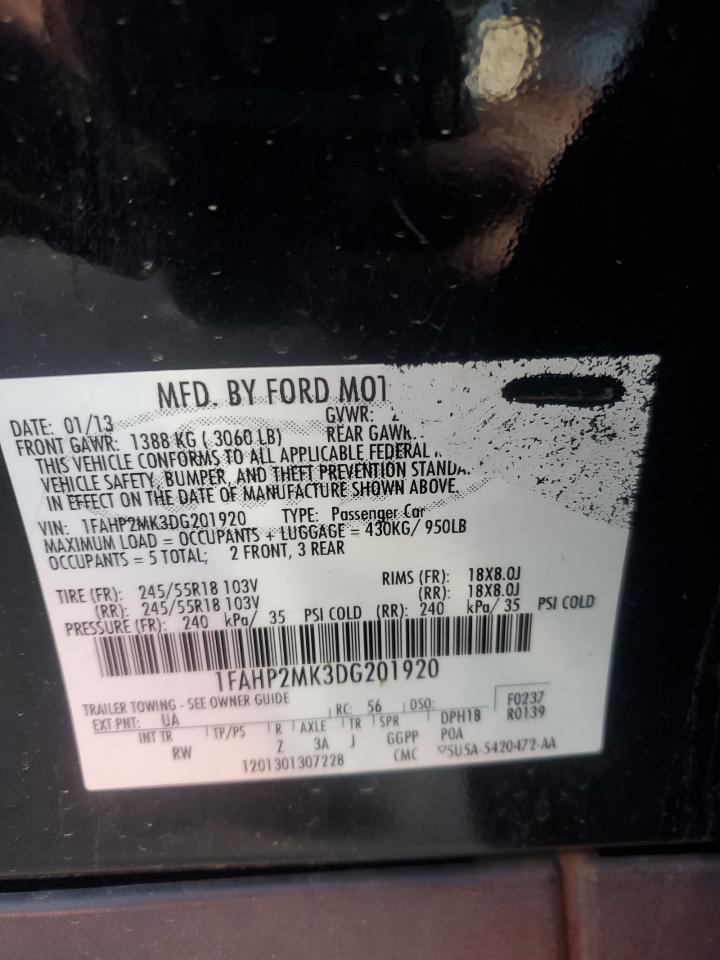 MFD. BY FORD MOT
DATE: 01/13 GVWR:
FRONT GAWR: 1388 KG ( 3060 LB) REAR GAWR
THIS VEHICLE CONFORMS TO ALL APPLICABLE FEDERAL
VEHICLE SAFETY, BUMPER, AND THEFT PREVENTION STANDA
IN EFFECT ON THE DATE OF MANUFACTURE SHOWN ABOVE.
VIN: 1FAHP2MK3DG201920 TYPE: Passenger Car
MAXIMUM LOAD = OCCUPANTS + LUGGAGE = 430KG/ 950LB
OCCUPANTS = 5 TOTAL; 2 FRONT, 3 REAR
TIRE (FR): 245/55R18 103V RIMS (FR): 18X8.0J
(RR): 245/55R18 103V (RR): 18X8.0J
PRESSURE (FR): 240 kPa/ 35 PSI COLD (RR): 240 kPa/ 35 PSI COLD
1FAHP2MK3DG201920
TRAILER TOWING - SEE OWNER GUIDE RC: 56 DSO: F0237
EXT PNT: UA R0139
INT TR TP/PS R AXLE TR SPR DPH1B
RW Z 3A J GGPP POA
1201301307228 CMC 5U5A-5420472-AA